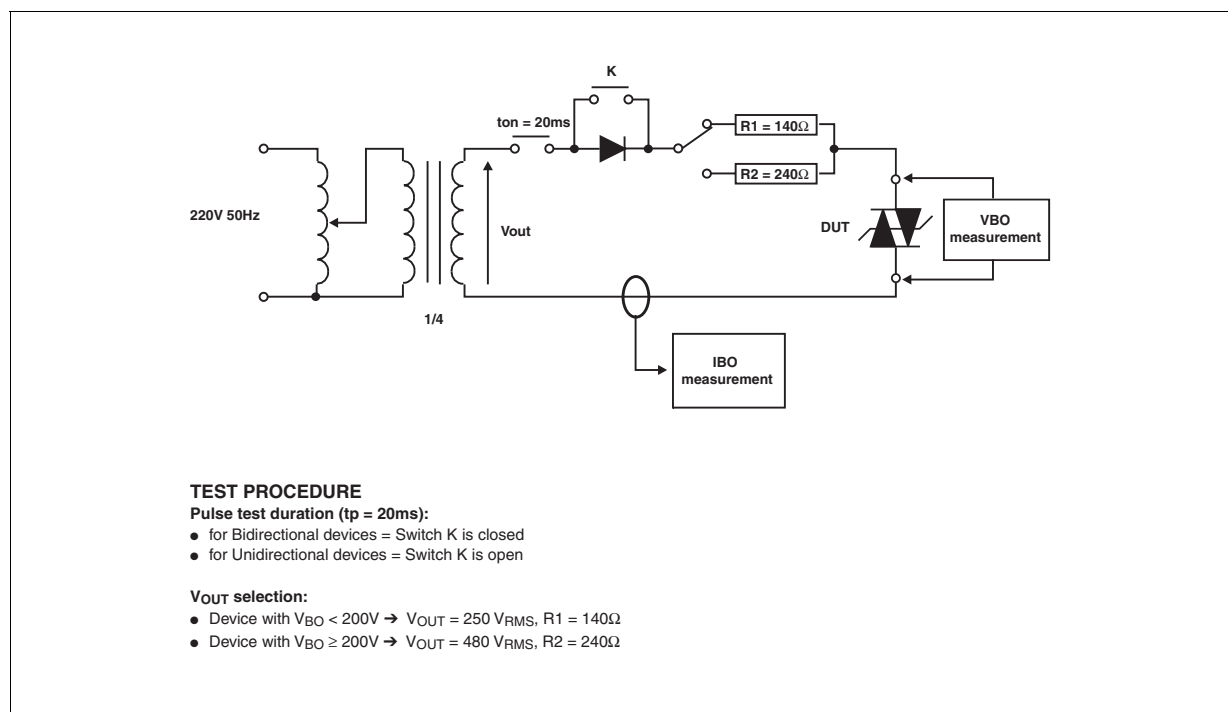 K
ton = 20ms
R1 = 140Ω
R2 = 240Ω
220V 50Hz
Vout
DUT
VBO
measurement
1/4
IBO
measurement
TEST PROCEDURE
Pulse test duration (tp = 20ms):
● for Bidirectional devices = Switch K is closed
● for Unidirectional devices = Switch K is open
VOUT selection:
● Device with VBO < 200V ➔ VOUT = 250 VRMS, R1 = 140Ω
● Device with VBO ≥ 200V ➔ VOUT = 480 VRMS, R2 = 240Ω